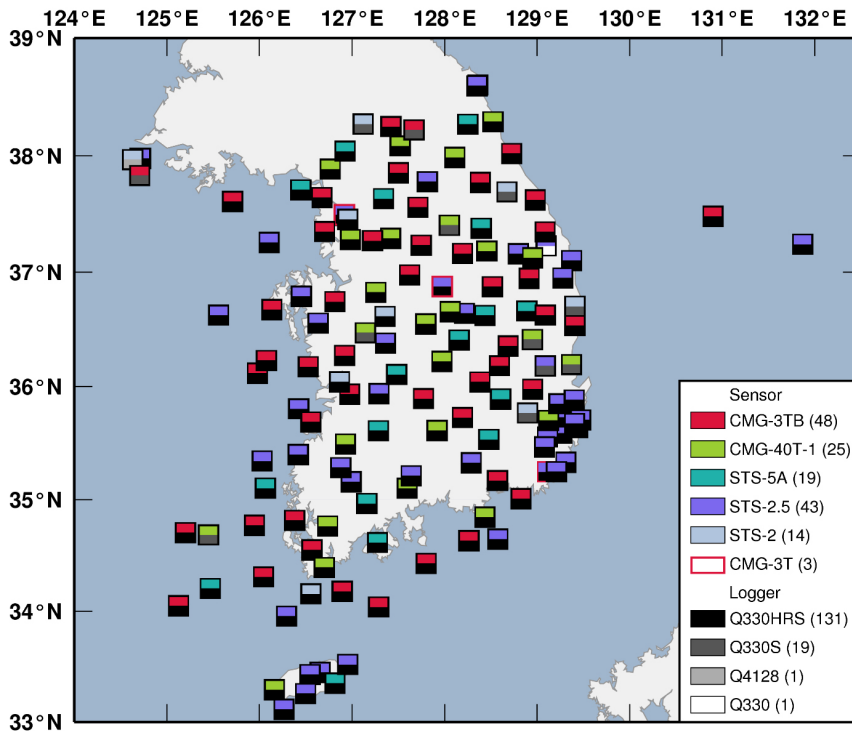 124°E 125°E 126°E 127°E 128°E 129°E 130°E 131°E 132°E
39°N
38°N
37°N
36°N
35°N
34°N
33°N
Sensor
CMG-3TB (48)
CMG-40T-1 (25)
STS-5A (19)
STS-2.5 (43)
STS-2 (14)
CMG-3T (3)
Logger
Q330HRS (131)
Q330S (19)
Q4128 (1)
Q330 (1)